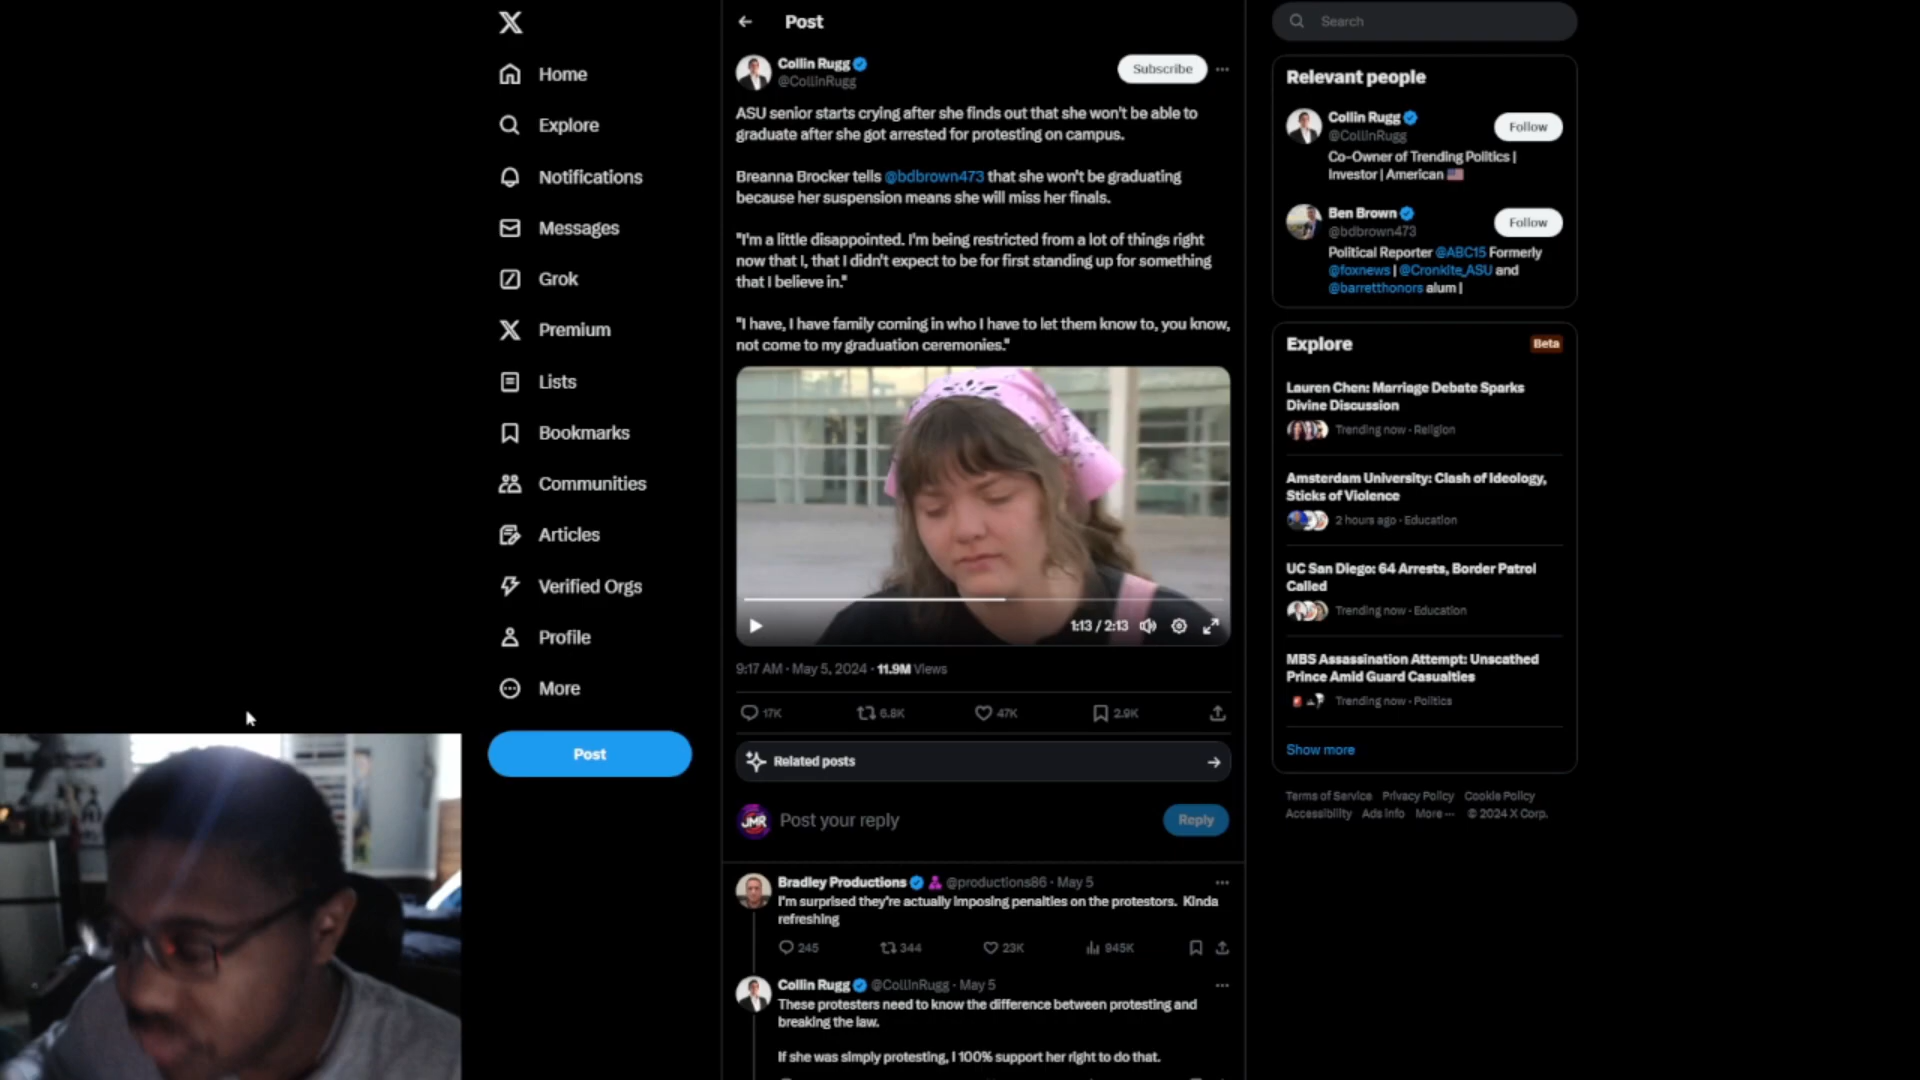 Home
Explore
Notifications
Messages
Grok
Premium
Lists
Bookmarks
Communities
Articles
Verified Orgs
Profile
More
Post
Post
Collin Rugg
@CollinRugg
Subscribe
ASU senior starts crying after she finds out that she won't be able to
graduate after she got arrested for protesting on campus.
Breanna Brocker tells @bdbrown473 that she won't be graduating
because her suspension means she will miss her finals.
"I'm a little disappointed. I'm being restricted from a lot of things right
now that I, that I didn't expect to be for first standing up for something
that I believe in."
"I have, I have family coming in who I have to let them know to, you know,
not come to my graduation ceremonies."
1:13 / 2:13
9:17 AM · May 5, 2024 · 11.9M Views
17K 6.8K 47K 2.9K
Related posts
JMR
Post your reply
Reply
Bradley Productions @productions86 · May 5
I'm surprised they're actually imposing penalties on the protestors. Kinda
refreshing
245 344 23K 945K
Collin Rugg @CollinRugg · May 5
These protesters need to know the difference between protesting and
breaking the law.
If she was simply protesting, I 100% support her right to do that.
Search
Relevant people
Collin Rugg
@CollinRugg
Follow
Co-Owner of Trending Politics |
Investor | American
Ben Brown
@bdbrown473
Follow
Political Reporter @ABC15 Formerly
@foxnews | @Cronkite_ASU and
@barretthonors alum |
Explore
Beta
Lauren Chen: Marriage Debate Sparks
Divine Discussion
Trending now · Religion
Amsterdam University: Clash of Ideology,
Sticks of Violence
2 hours ago · Education
UC San Diego: 64 Arrests, Border Patrol
Called
Trending now · Education
MBS Assassination Attempt: Unscathed
Prince Amid Guard Casualties
Trending now · Politics
Show more
Terms of Service Privacy Policy Cookie Policy
Accessibility Ads info More ··· © 2024 X Corp.